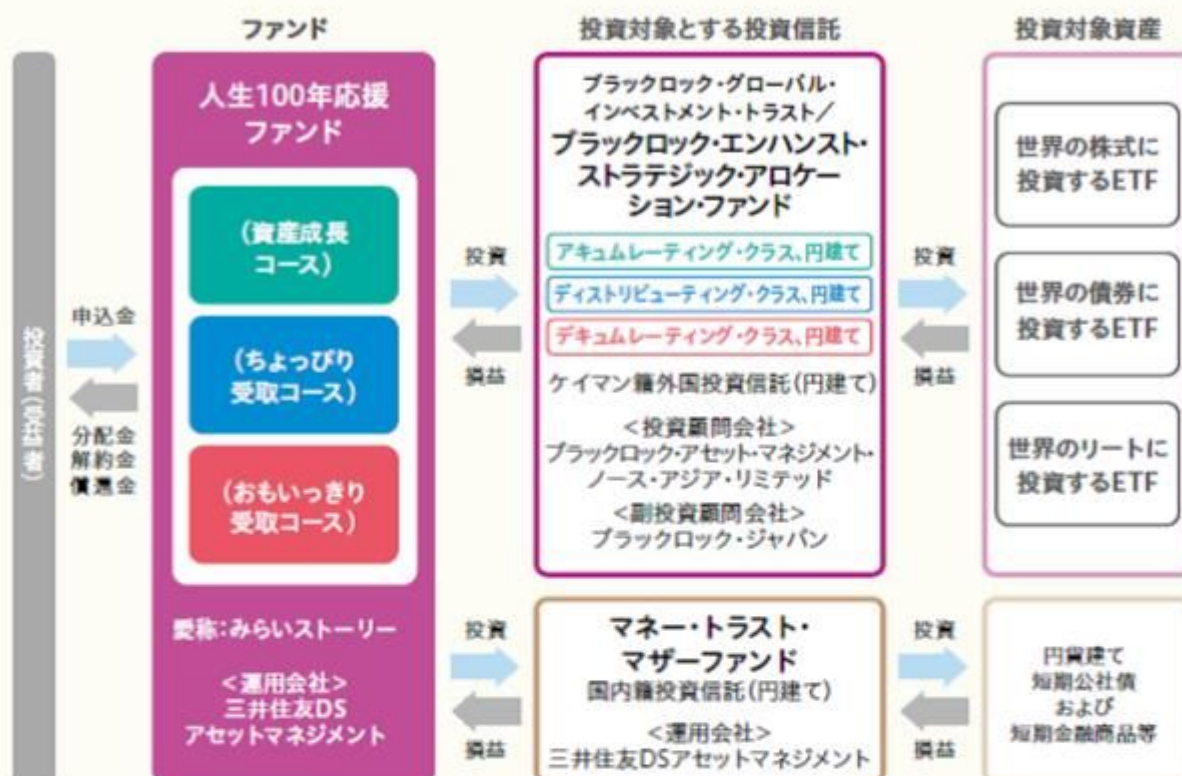 ファンド
投資対象とする投資信託
投資対象資産
投資者(受益者)
申込金
分配金
解約金
償還金
人生100年応援
ファンド
(資産成長
コース)
(ちょっぴり
受取コース)
(おもいっきり
受取コース)
愛称:みらいストーリー
<運用会社>
三井住友DS
アセットマネジメント
投資
損益
投資
損益
ブラックロック・グローバル・
インベストメント・トラスト/
ブラックロック・エンハンスト・
ストラテジック・アロケー
ション・ファンド
アキュムレーティング・クラス、円建て
ディストリビューティング・クラス、円建て
デキュムレーティング・クラス、円建て
ケイマン籍外国投資信託(円建て)
<投資顧問会社>
ブラックロック・アセット・マネジメント・
ノース・アジア・リミテッド
<副投資顧問会社>
ブラックロック・ジャパン
マネー・トラスト・
マザーファンド
国内籍投資信託(円建て)
<運用会社>
三井住友DSアセットマネジメント
投資
損益
投資
損益
世界の株式に
投資するETF
世界の債券に
投資するETF
世界のリートに
投資するETF
円貨建て
短期公社債
および
短期金融商品等